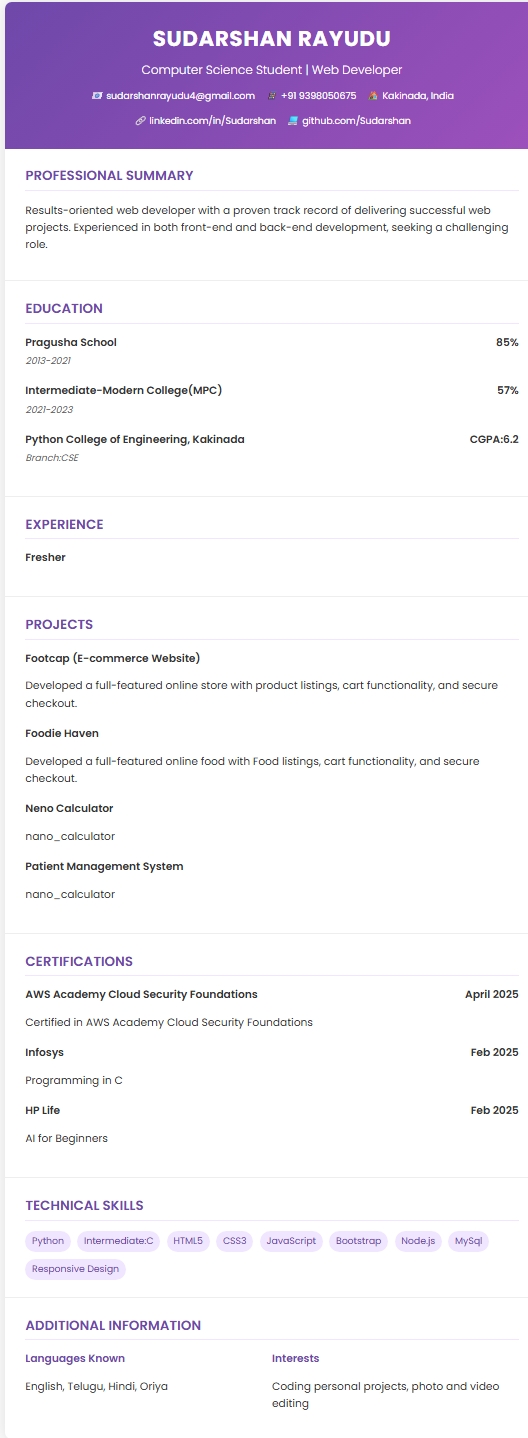 SUDARSHAN RAYUDU
Computer Science Student | Web Developer
sudarshanrayudu4@gmail.com +91 9398050675 Kakinada, India
linkedin.com/in/Sudarshan github.com/Sudarshan
PROFESSIONAL SUMMARY
Results-oriented web developer with a proven track record of delivering successful web
projects. Experienced in both front-end and back-end development, seeking a challenging
role.
EDUCATION
Pragusha School 85%
2013-2021
Intermediate-Modern College(MPC) 57%
2021-2023
Python College of Engineering, Kakinada CGPA:6.2
Branch:CSE
EXPERIENCE
Fresher
PROJECTS
Footcap (E-commerce Website)
Developed a full-featured online store with product listings, cart functionality, and secure
checkout.
Foodie Haven
Developed a full-featured online food with Food listings, cart functionality, and secure
checkout.
Neno Calculator
nano_calculator
Patient Management System
nano_calculator
CERTIFICATIONS
AWS Academy Cloud Security Foundations April 2025
Certified in AWS Academy Cloud Security Foundations
Infosys Feb 2025
Programming in C
HP Life Feb 2025
AI for Beginners
TECHNICAL SKILLS
Python Intermediate:C HTML5 CSS3 JavaScript Bootstrap Node.js MySql
Responsive Design
ADDITIONAL INFORMATION
Languages Known Interests
English, Telugu, Hindi, Oriya Coding personal projects, photo and video
editing